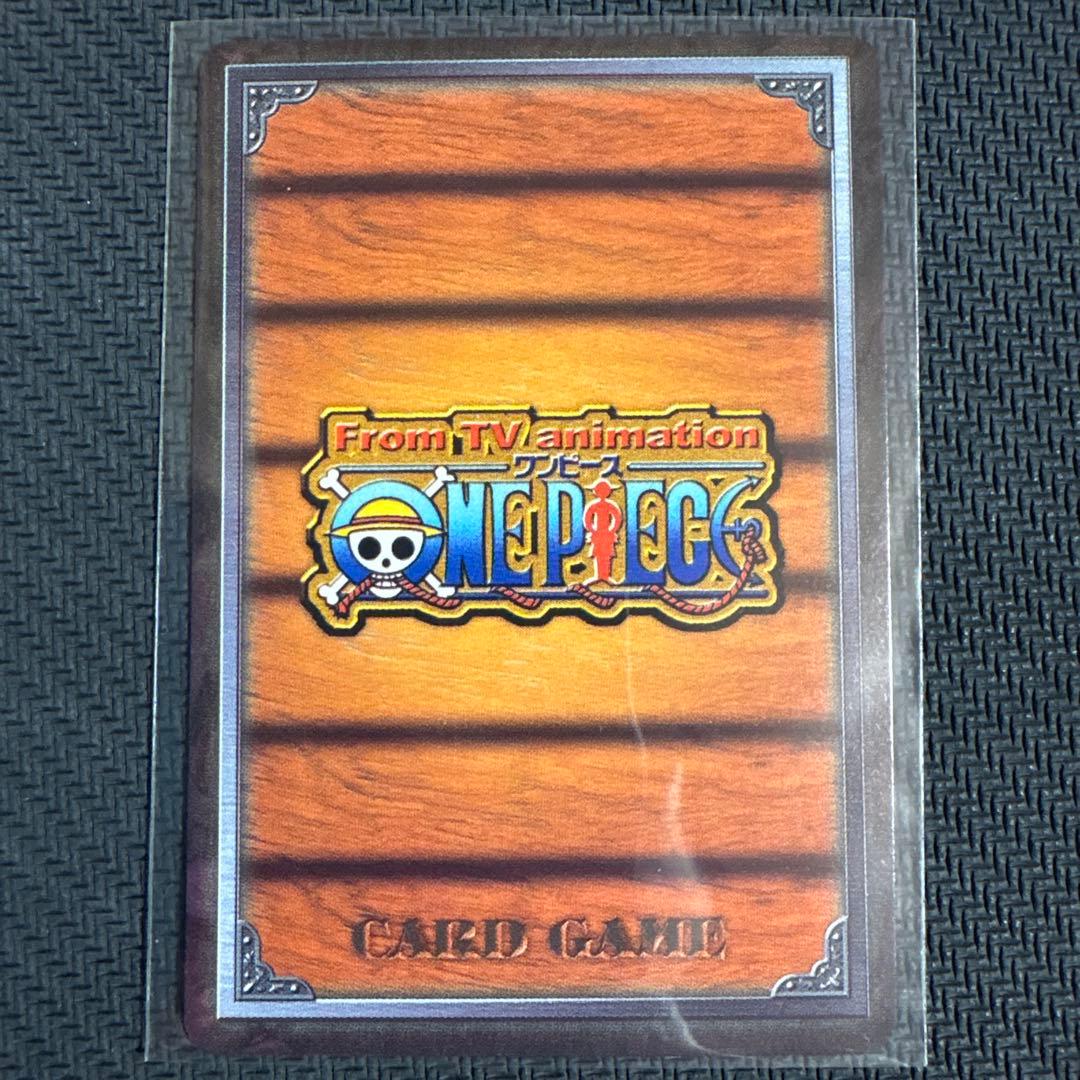 From TV animation
ワンピース
ONE PIECE
CARD GAME